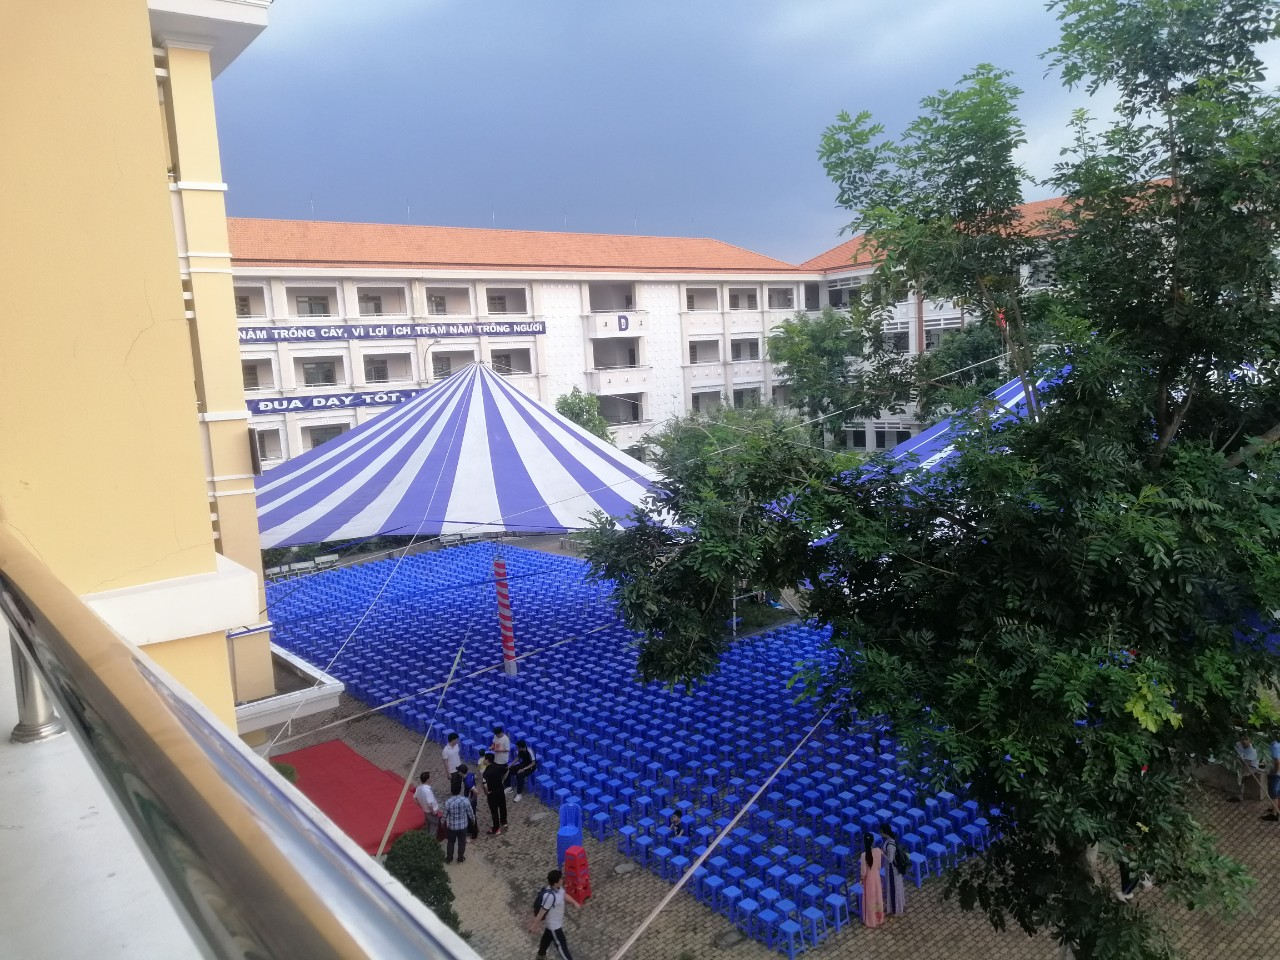 NĂM TRỒNG CÂY, VÌ LỢI ÍCH TRĂM NĂM TRỒNG NGƯỜI
D
ĐUA DẠY TỐT,